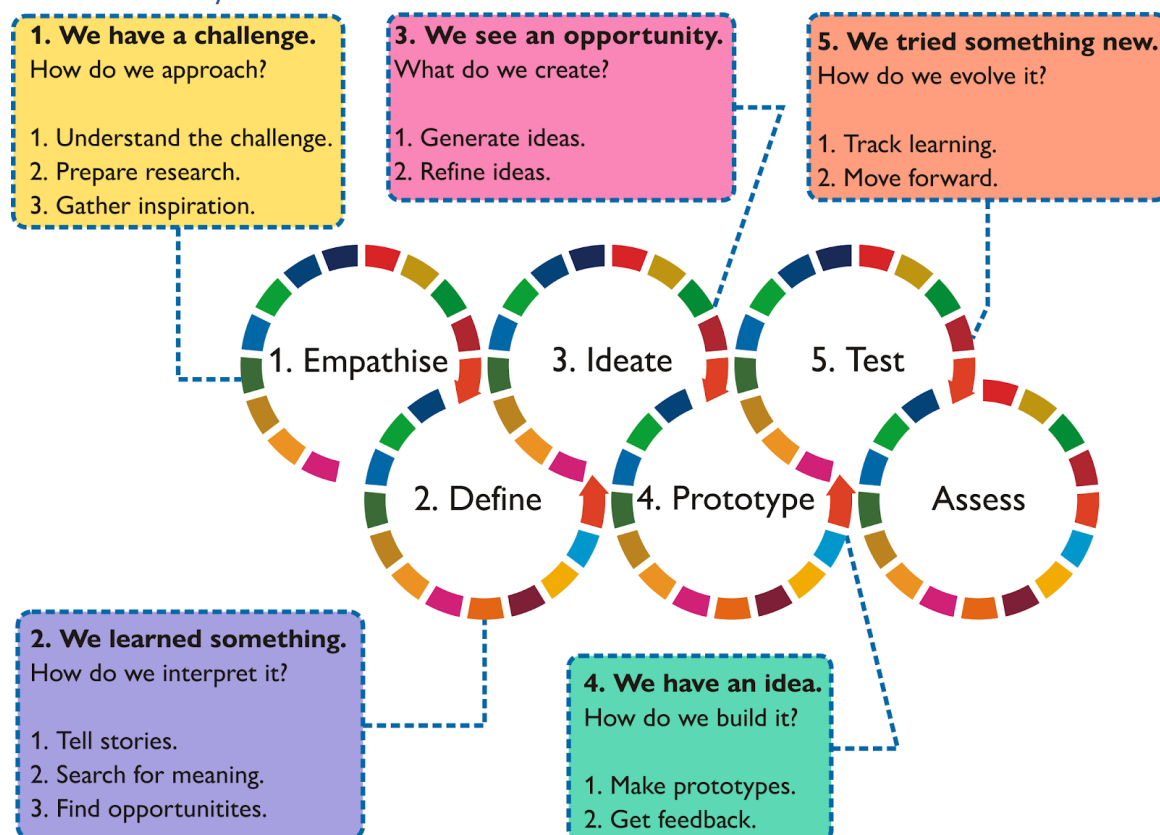 1. We have a challenge.
How do we approach?
1. Understand the challenge.
2. Prepare research.
3. Gather inspiration.
3. We see an opportunity.
What do we create?
1. Generate ideas.
2. Refine ideas.
5. We tried something new.
How do we evolve it?
1. Track learning.
2. Move forward.
1. Empathise
3. Ideate
5. Test
2. Define
4. Prototype
Assess
2. We learned something.
How do we interpret it?
1. Tell stories.
2. Search for meaning.
3. Find opportunitites.
4. We have an idea.
How do we build it?
1. Make prototypes.
2. Get feedback.